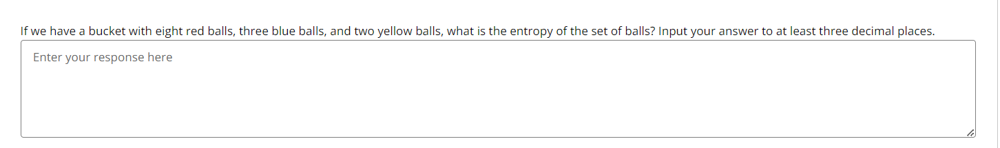 If we have a bucket with eight red balls, three blue balls, and two yellow balls, what is the entropy of the set of balls? Input your answer to at least three decimal places.
Enter your response here